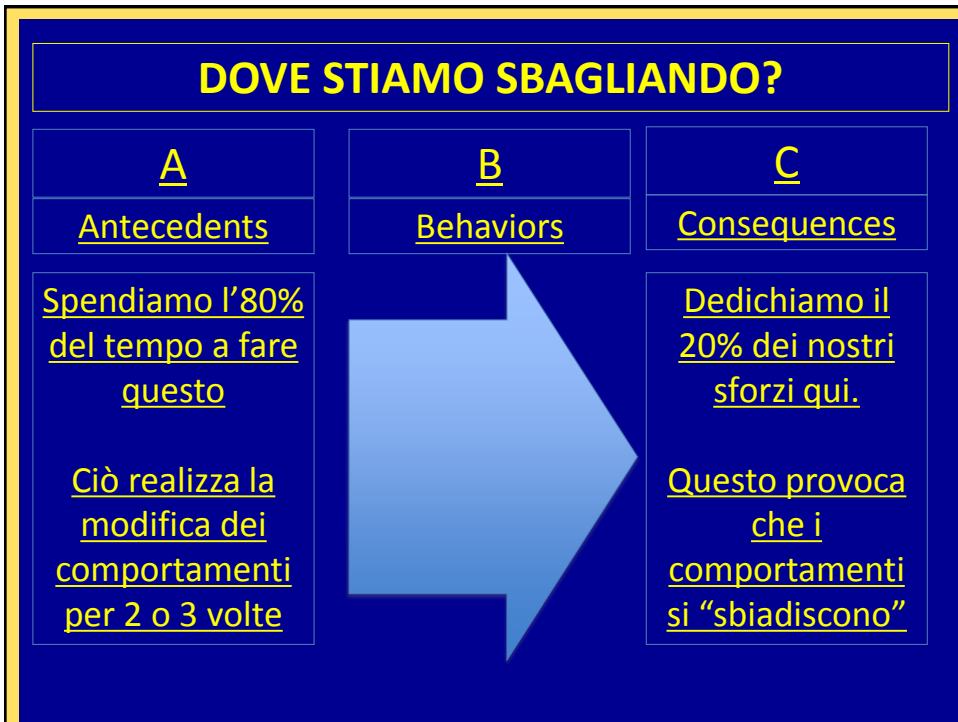 DOVE STIAMO SBAGLIANDO?
A
Antecedents
Spendiamo l’80%
del tempo a fare
questo
Ciò realizza la
modifica dei
comportamenti
per 2 o 3 volte
B
Behaviors
C
Consequences
Dedichiamo il
20% dei nostri
sforzi qui.
Questo provoca
che i
comportamenti
si “sbiadiscono”